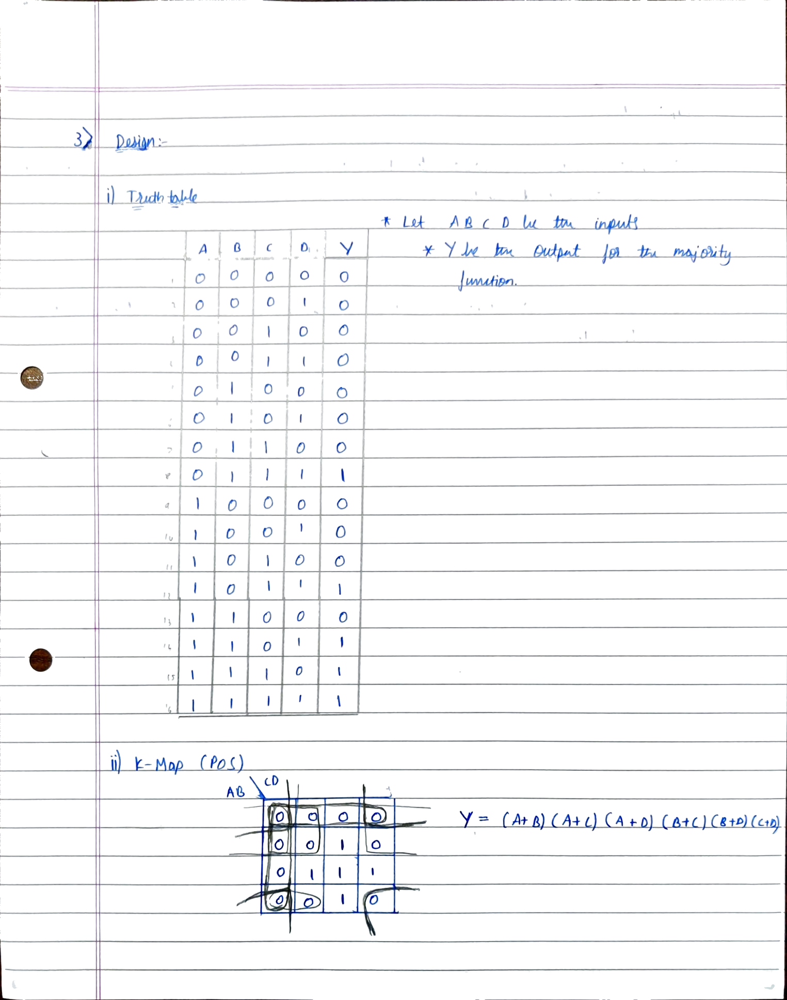 3) Design:-
i) Truth table
* Let A B C D be the inputs
* Y be the output for the majority
function.
A B C D Y
1 0 0 0 0 0
2 0 0 0 1 0
3 0 0 1 0 0
0 0 1 1 0
0 1 0 0 0
6 0 1 0 1 0
7 0 1 1 0 0
8 0 1 1 1 1
9 1 0 0 0 0
10 1 0 0 1 0
11 1 0 1 0 0
12 1 0 1 1 1
13 1 1 0 0 0
14 1 1 0 1 1
15 1 1 1 0 1
16 1 1 1 1 1
ii) K-Map (POS)
AB CD
0 0 0 0
Y = (A+B) (A+C) (A+D) (B+C) (B+D) (C+D)
0 0 1 0
0 1 1 1
0 0 1 0